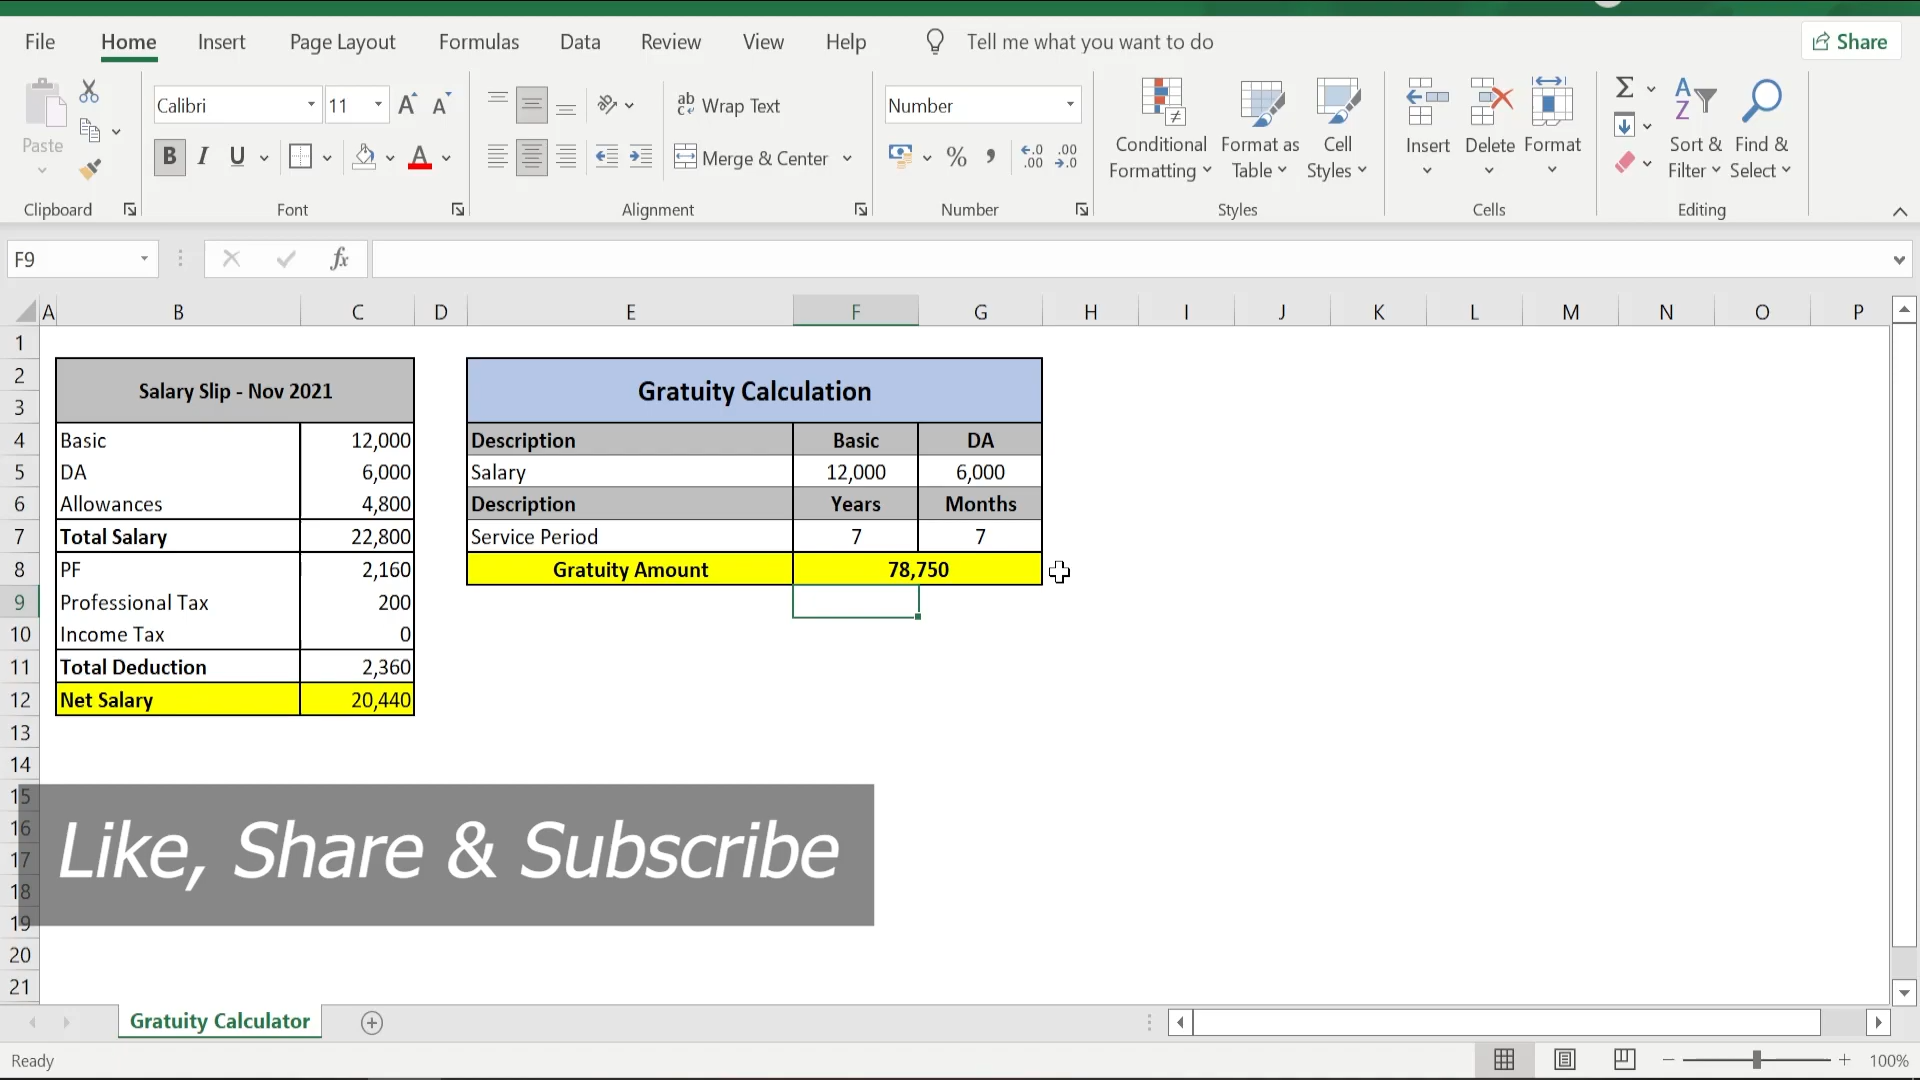 File Home Insert Page Layout Formulas Data Review View Help Tell me what you want to do Share
Paste Calibri 11 A A ab Wrap Text Number Conditional Formatting Format as Table Cell Styles Insert Delete Format Σ Sort & Filter Find & Select
B I U A Merge & Center % , .00 .00
Clipboard Font Alignment Number Styles Cells Editing
F9 fx
A B C D E F G H I J K L M N O P
1
2 Salary Slip - Nov 2021 Gratuity Calculation
3
4 Basic 12,000 Description Basic DA
5 DA 6,000 Salary 12,000 6,000
6 Allowances 4,800 Description Years Months
7 Total Salary 22,800 Service Period 7 7
8 PF 2,160 Gratuity Amount 78,750
9 Professional Tax 200
10 Income Tax 0
11 Total Deduction 2,360
12 Net Salary 20,440
13
14
15
16
17 Like, Share & Subscribe
18
19
20
21
Gratuity Calculator
Ready 100%